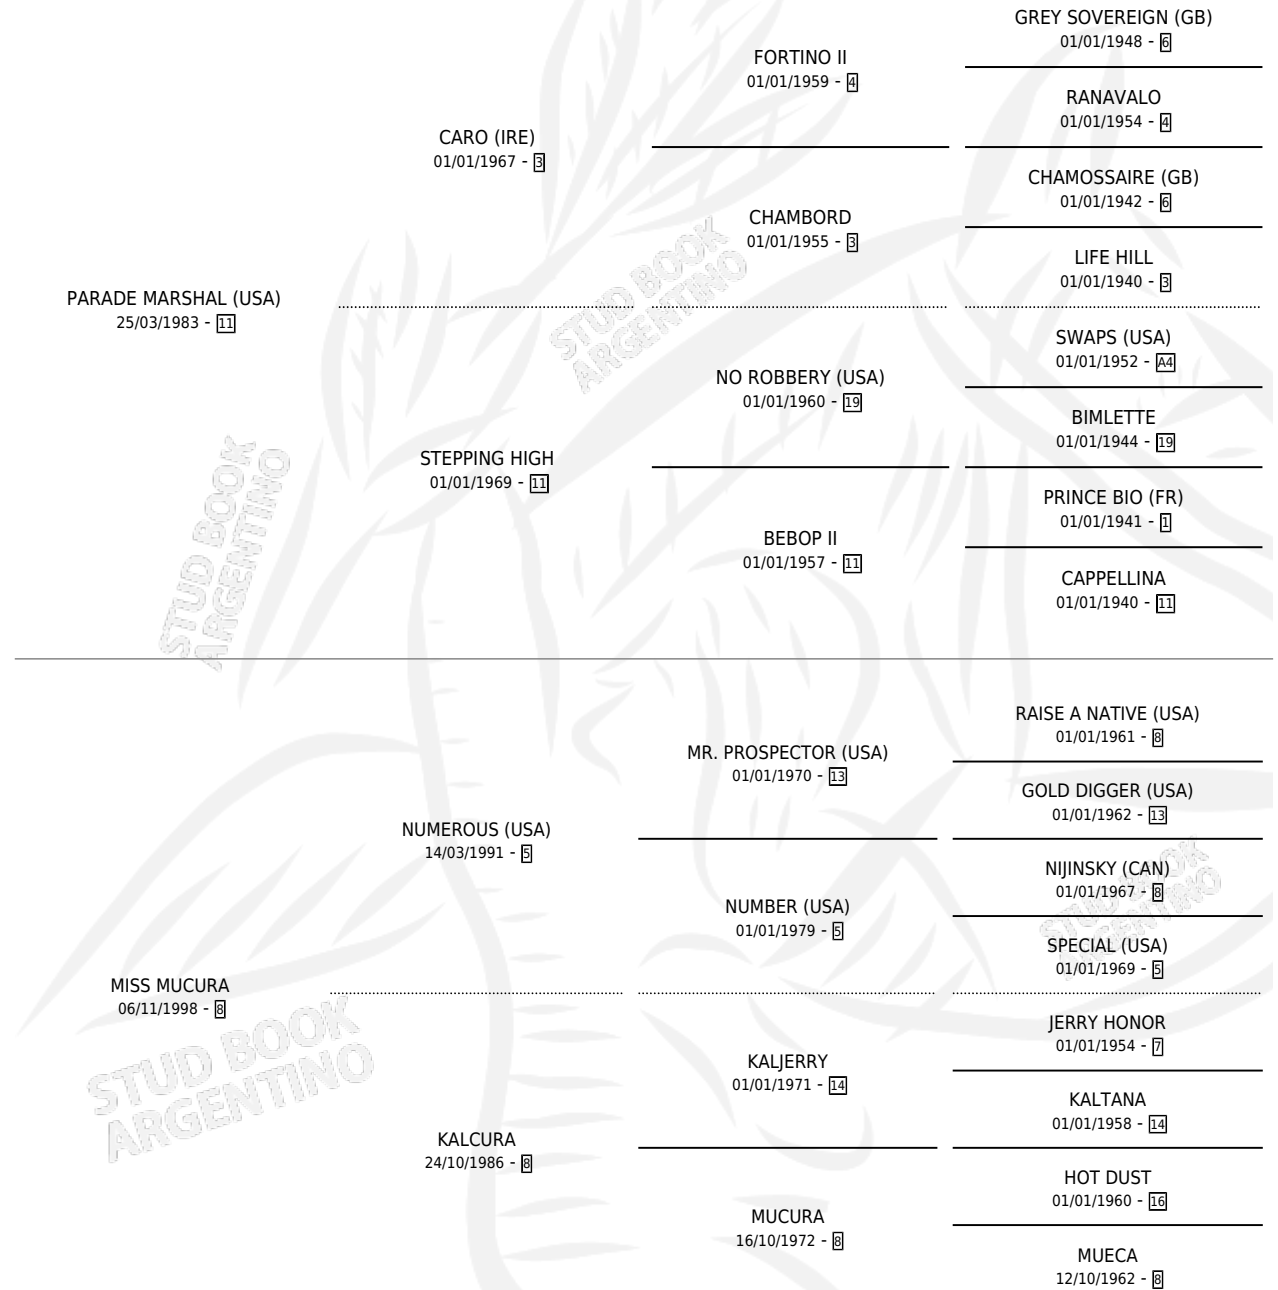 GREY SOVEREIGN (GB)
01/01/1948 - 6
FORTINO II
01/01/1959 - 4
RANAVALO
01/01/1954 - 4
CARO (IRE)
01/01/1967 - 3
CHAMOSSAIRE (GB)
01/01/1942 - 6
CHAMBORD
01/01/1955 - 3
LIFE HILL
01/01/1940 - 3
PARADE MARSHAL (USA)
25/03/1983 - 11
SWAPS (USA)
01/01/1952 - A4
NO ROBBERY (USA)
01/01/1960 - 19
BIMLETTE
01/01/1944 - 19
STEPPING HIGH
01/01/1969 - 11
PRINCE BIO (FR)
01/01/1941 - 1
BEBOP II
01/01/1957 - 11
CAPPELLINA
01/01/1940 - 11
RAISE A NATIVE (USA)
01/01/1961 - 8
MR. PROSPECTOR (USA)
01/01/1970 - 13
GOLD DIGGER (USA)
01/01/1962 - 13
NUMEROUS (USA)
14/03/1991 - 5
NIJINSKY (CAN)
01/01/1967 - 8
NUMBER (USA)
01/01/1979 - 5
SPECIAL (USA)
01/01/1969 - 5
MISS MUCURA
06/11/1998 - 8
JERRY HONOR
01/01/1954 - 7
KALJERRY
01/01/1971 - 14
KALTANA
01/01/1958 - 14
KALCURA
24/10/1986 - 8
HOT DUST
01/01/1960 - 16
MUCURA
16/10/1972 - 8
MUECA
12/10/1962 - 8
STUD BOOK
ARGENTINO
STUD BOOK
ARGENTINO
STUD BOOK
ARGENTINO
STUD BOOK
ARGENTINO